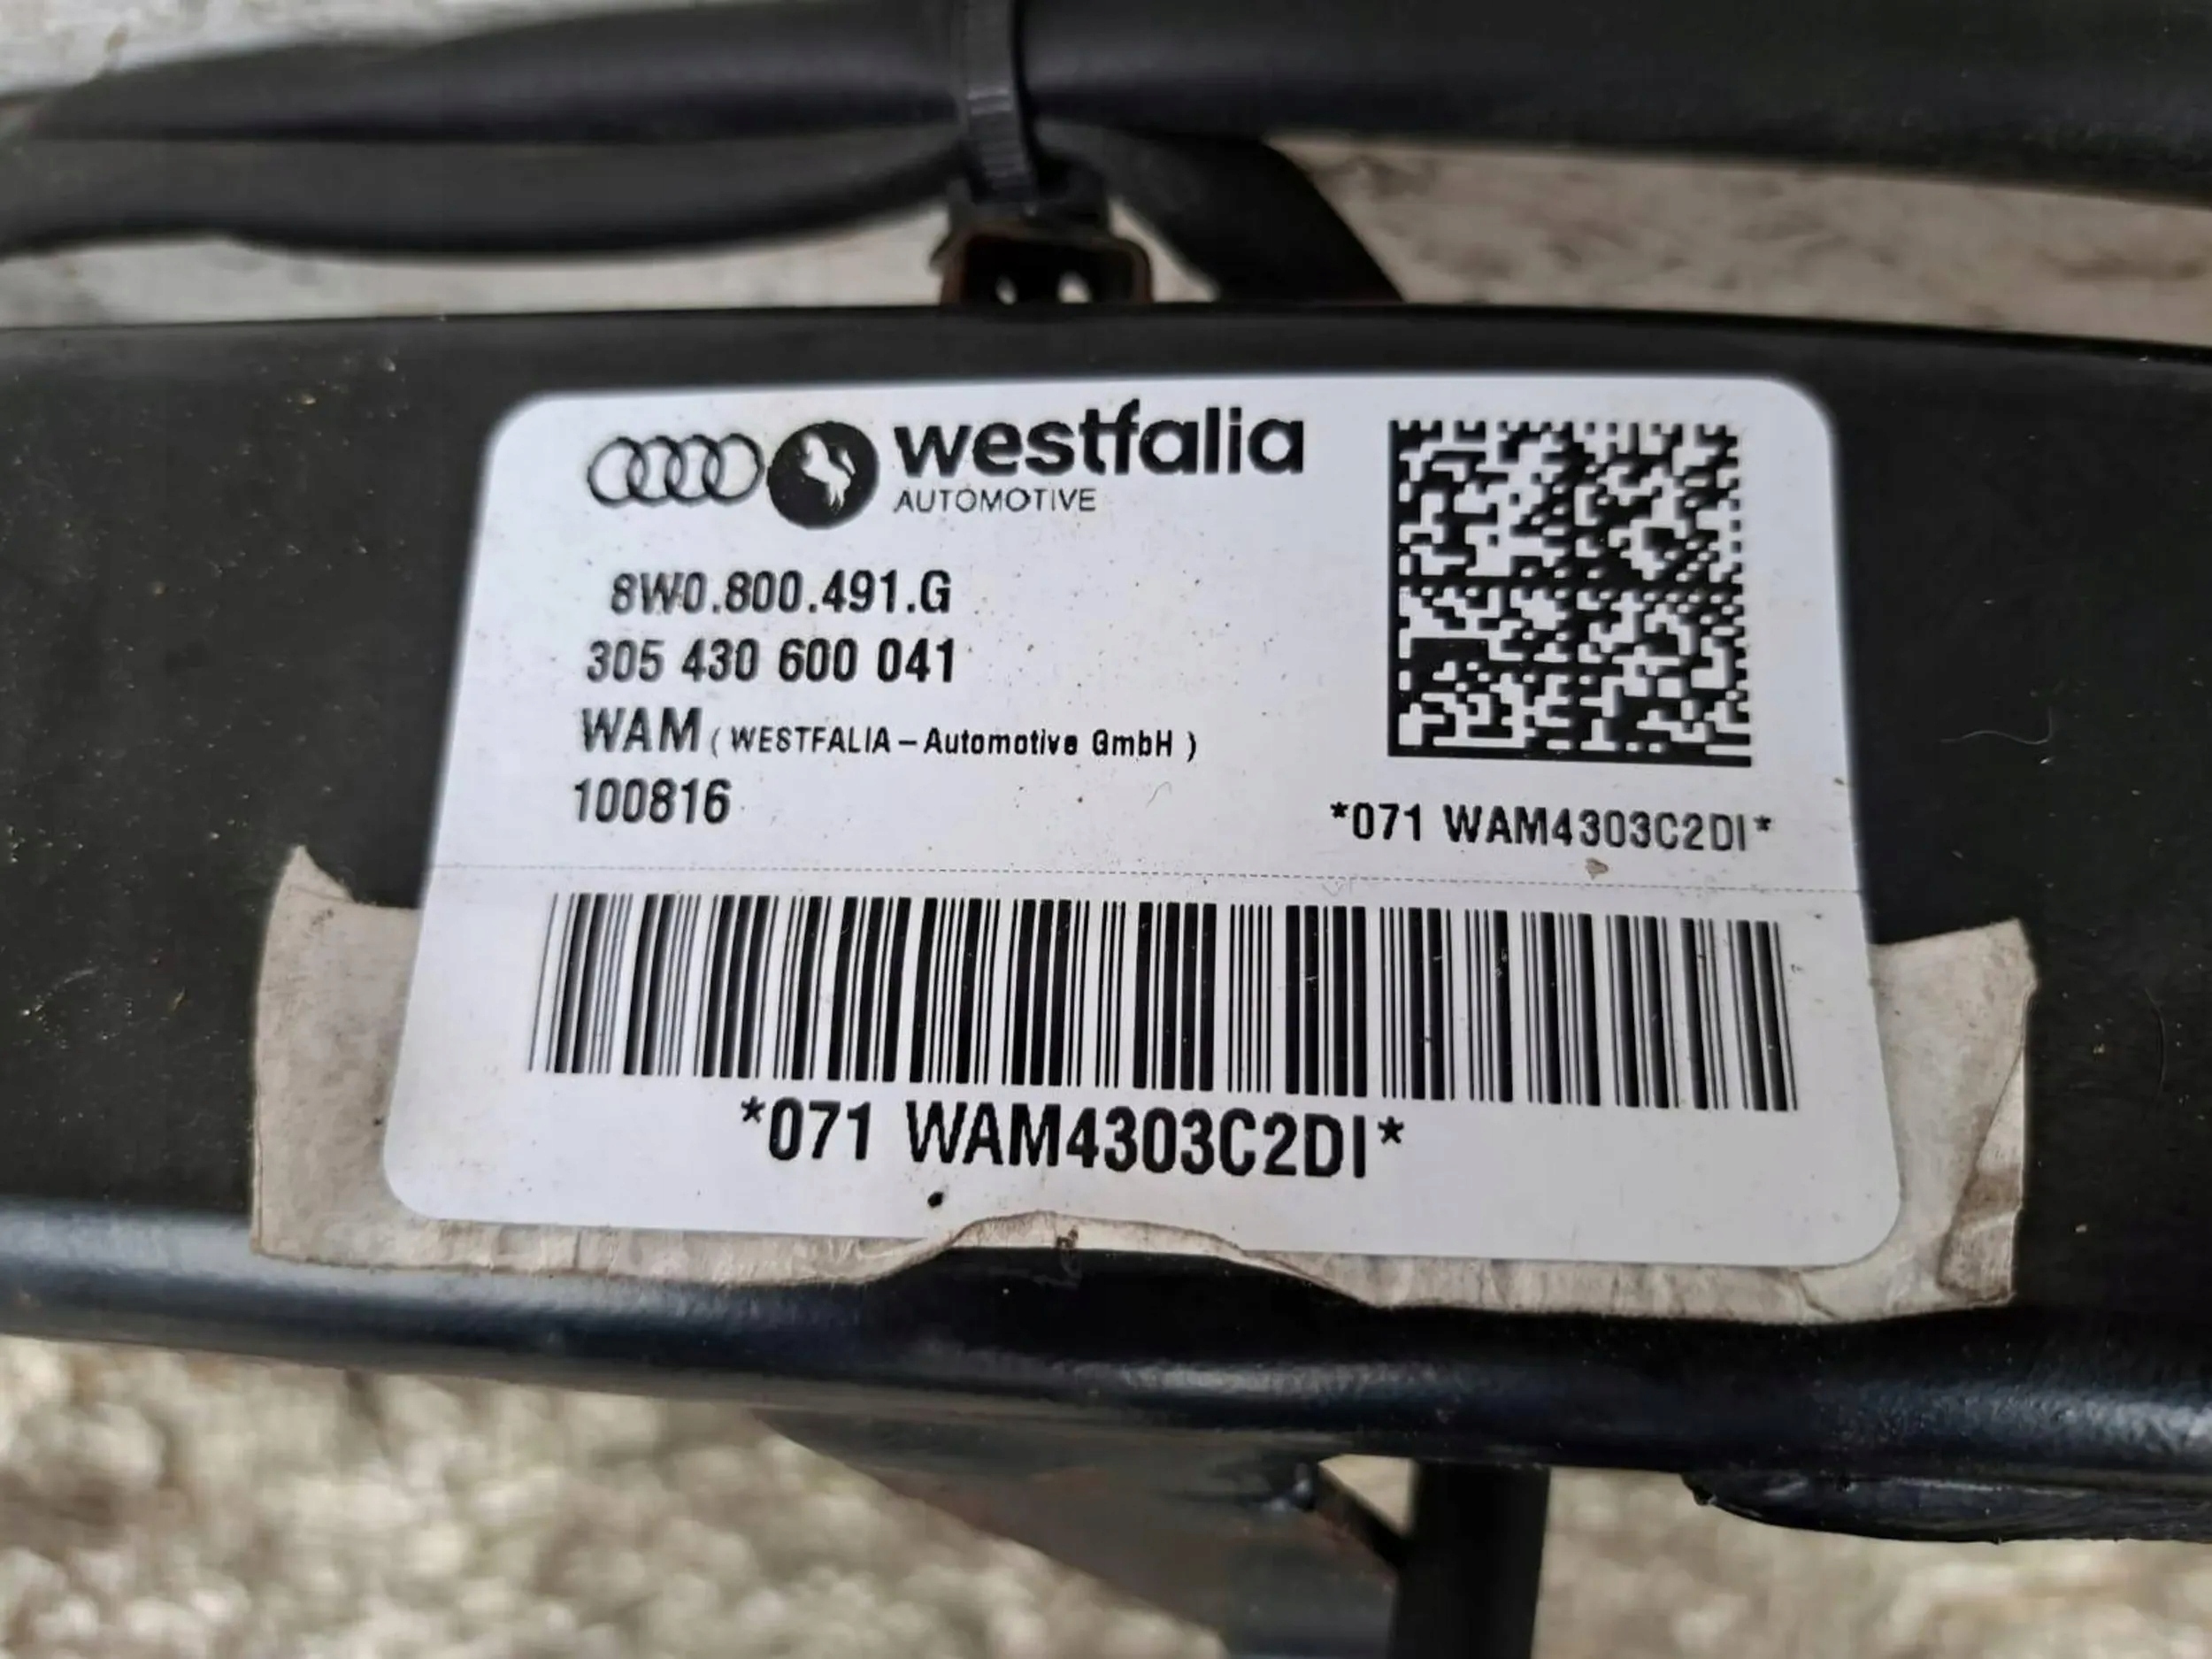 westfalia
AUTOMOTIVE
8W0.800.491.G
305 430 600 041
WAM ( WESTFALIA – Automotive GmbH )
100816
*071 WAM4303C2DI*
*071 WAM4303C2DI*